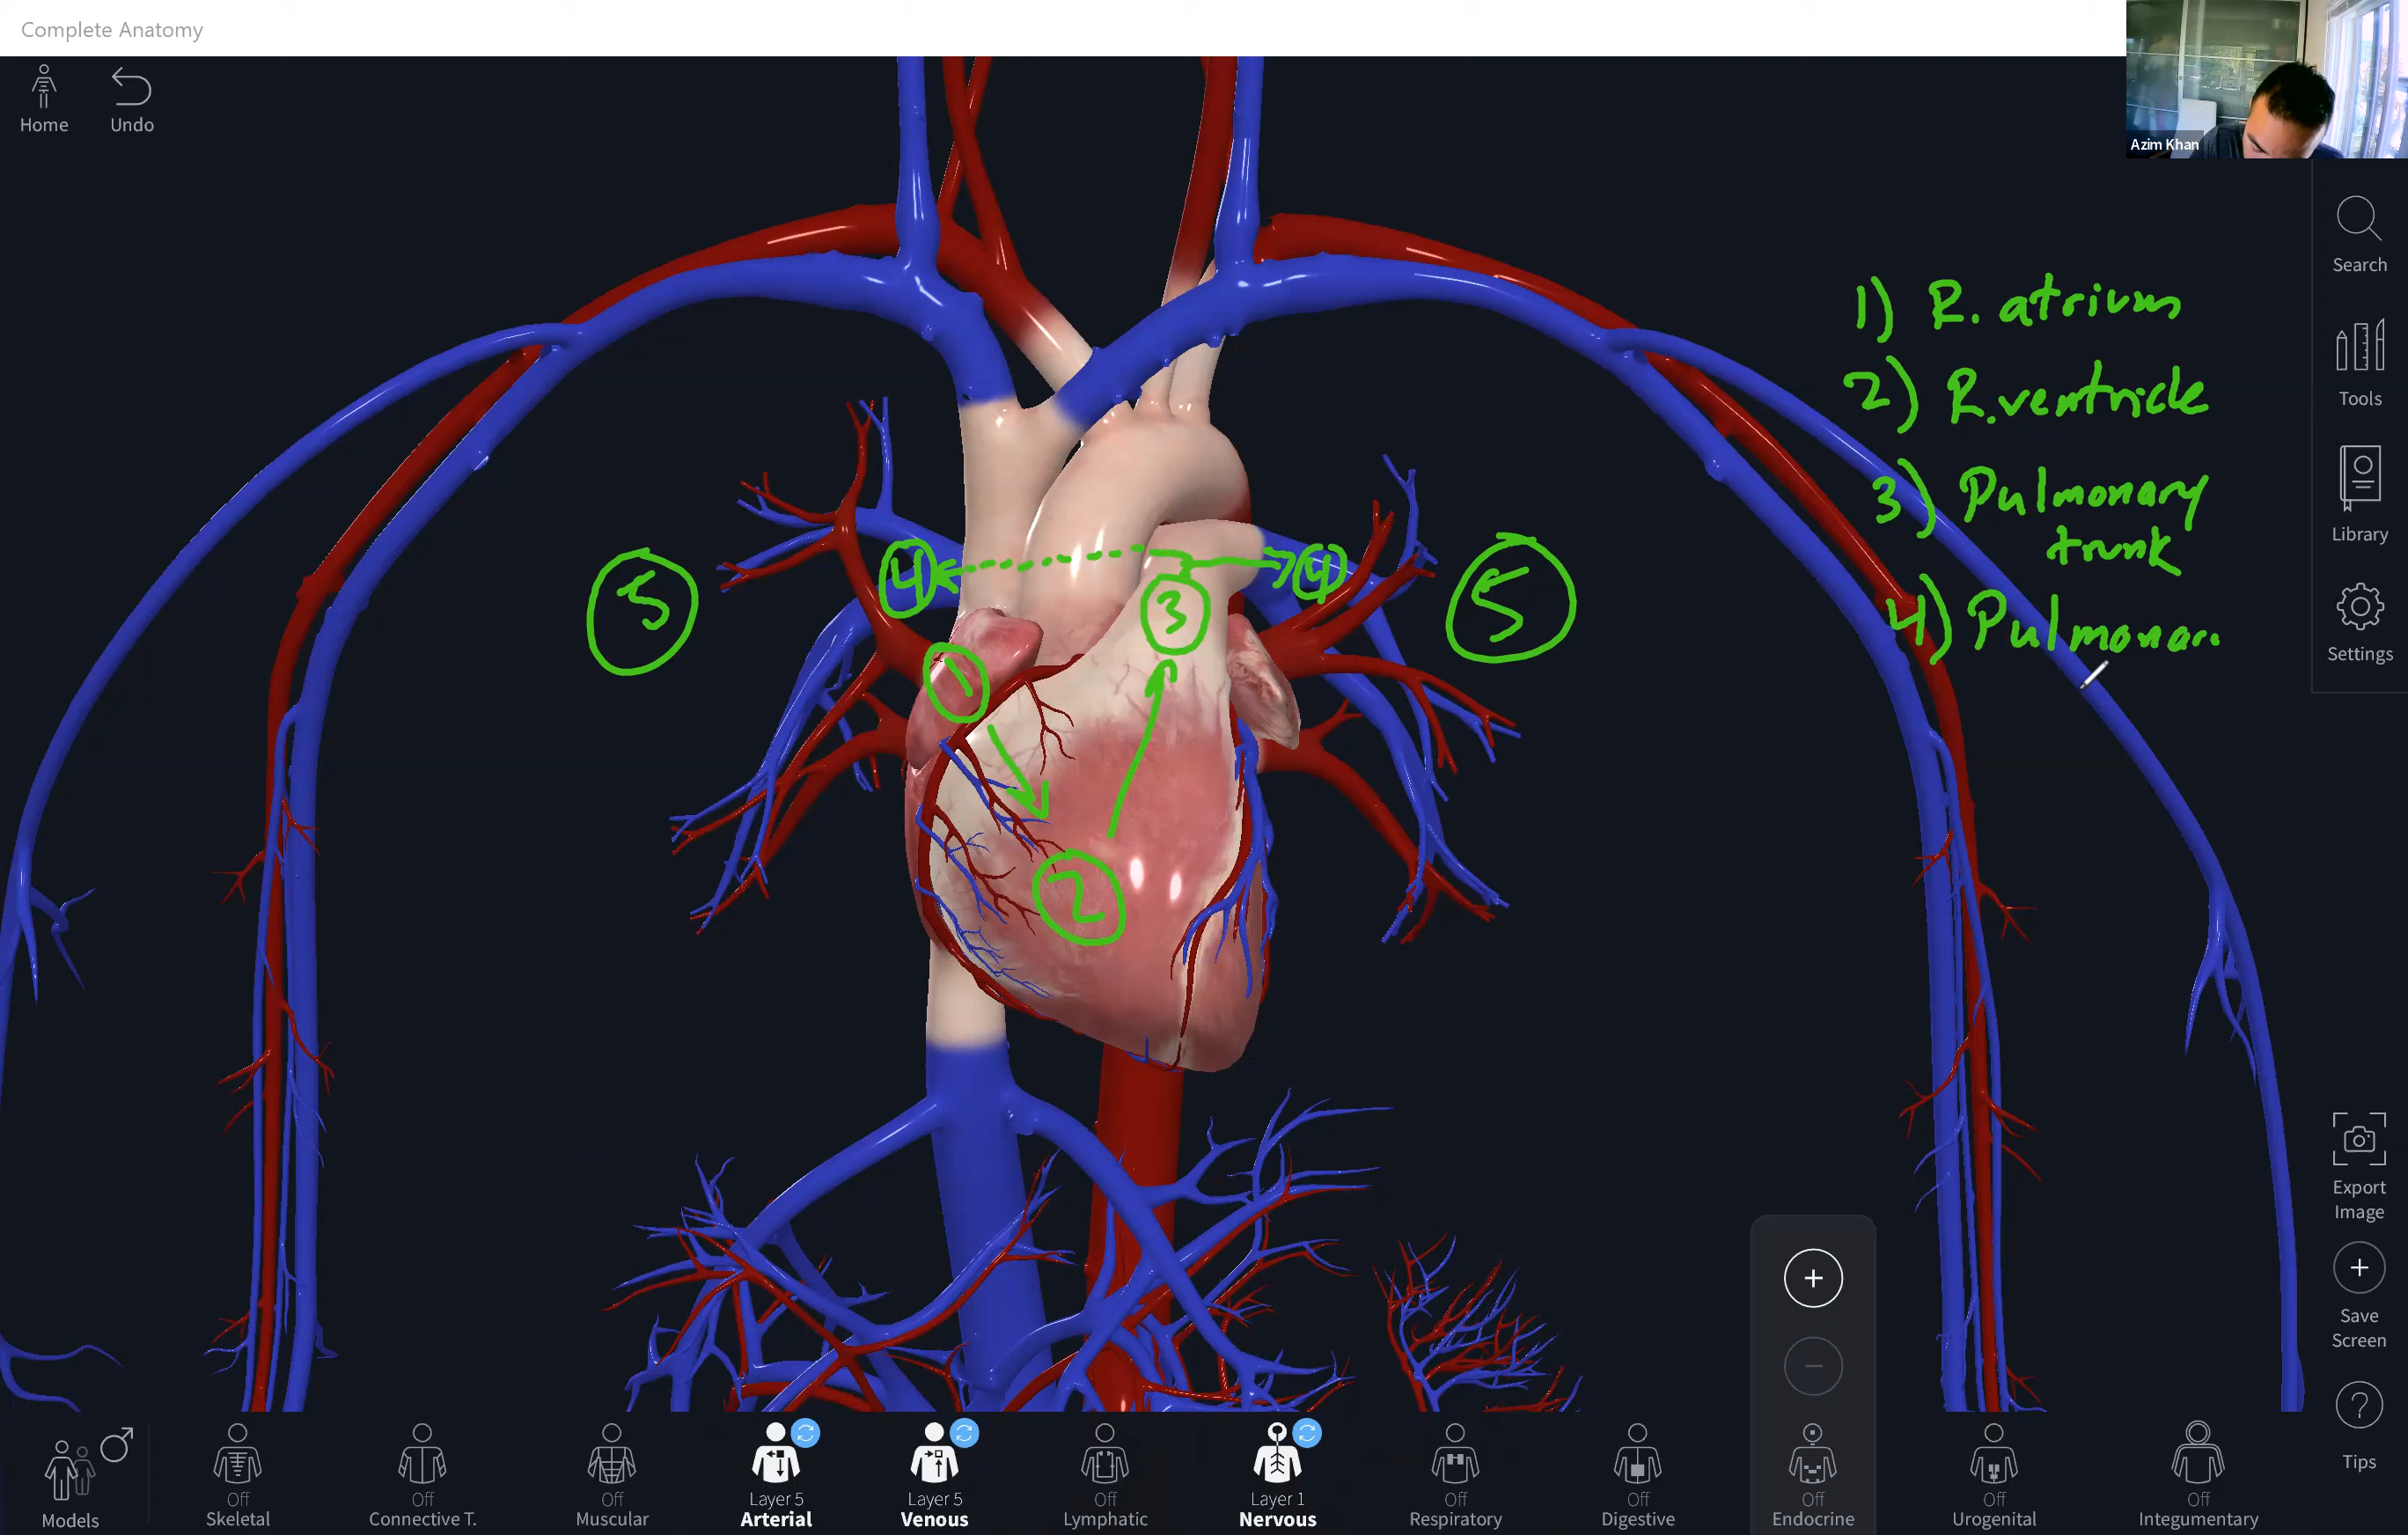 Complete Anatomy
Home
Undo
Azim Khan
Search
Tools
Library
Settings
1) R. atrium
2) R. ventricle
3) Pulmonary
trunk
4) Pulmonar
4
4
5
5
3
1
2
Export
Image
Save
Screen
Tips
Models
Off
Skeletal
Off
Connective T.
Off
Muscular
Layer 5
Arterial
Layer 5
Venous
Off
Lymphatic
Layer 1
Nervous
Off
Respiratory
Off
Digestive
Off
Endocrine
Off
Urogenital
Off
Integumentary